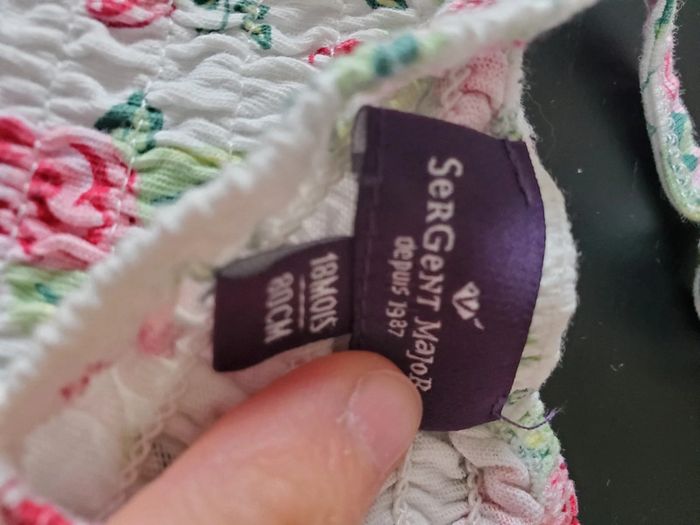 SerGent MaJoR
depuis 1987
18MOIS
80CM